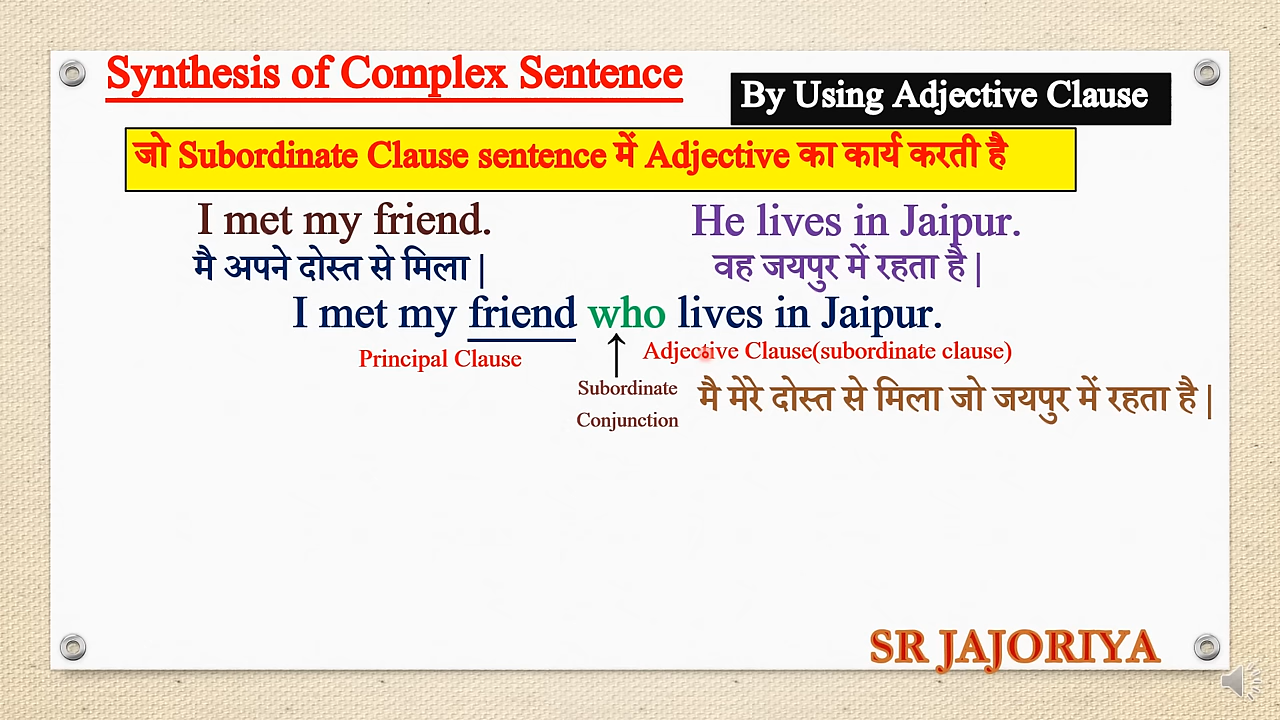 Synthesis of Complex Sentence
By Using Adjective Clause
जो Subordinate Clause sentence में Adjective का कार्य करती है
I met my friend.
He lives in Jaipur.
मै अपने दोस्त से मिला |
वह जयपुर में रहता है |
I met my friend who lives in Jaipur.
Principal Clause
Adjective Clause(subordinate clause)
Subordinate
Conjunction
मै मेरे दोस्त से मिला जो जयपुर में रहता है |
SR JAJORIYA